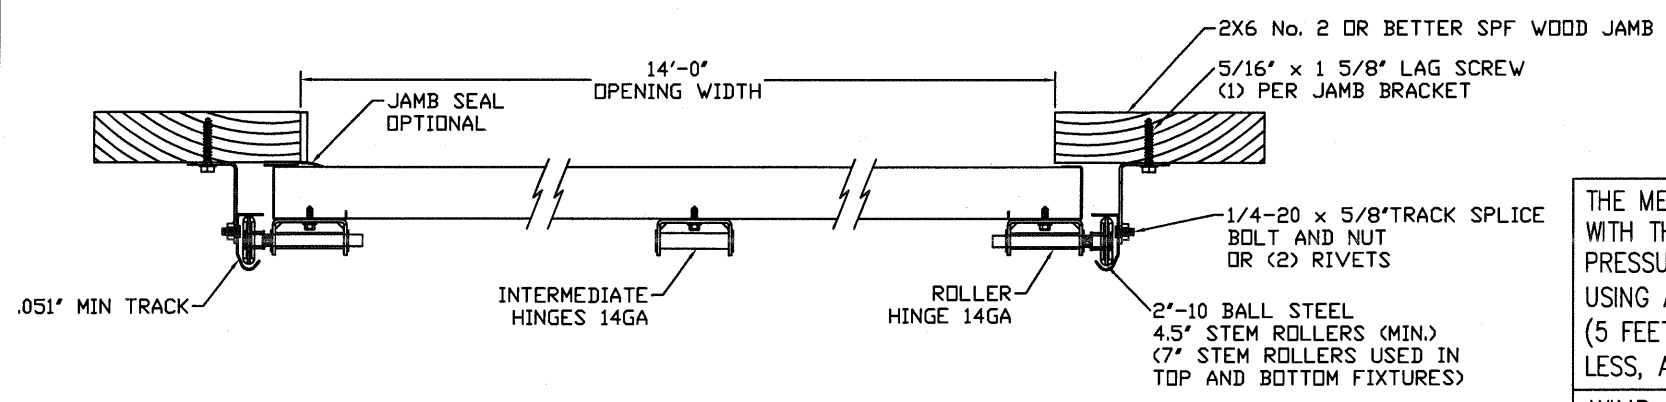 2X6 No. 2 OR BETTER SPF WOOD JAMB
14'-0"
OPENING WIDTH
5/16" x 1 5/8" LAG SCREW
(1) PER JAMB BRACKET
JAMB SEAL
OPTIONAL
1/4-20 x 5/8"TRACK SPLICE
BOLT AND NUT
OR (2) RIVETS
.051" MIN TRACK
INTERMEDIATE
HINGES 14GA
ROLLER
HINGE 14GA
2"-10 BALL STEEL
4.5" STEM ROLLERS (MIN.)
(7" STEM ROLLERS USED IN
TOP AND BOTTOM FIXTURES)
THE ME
WITH TH
PRESSU
USING A
(5 FEET
LESS, A